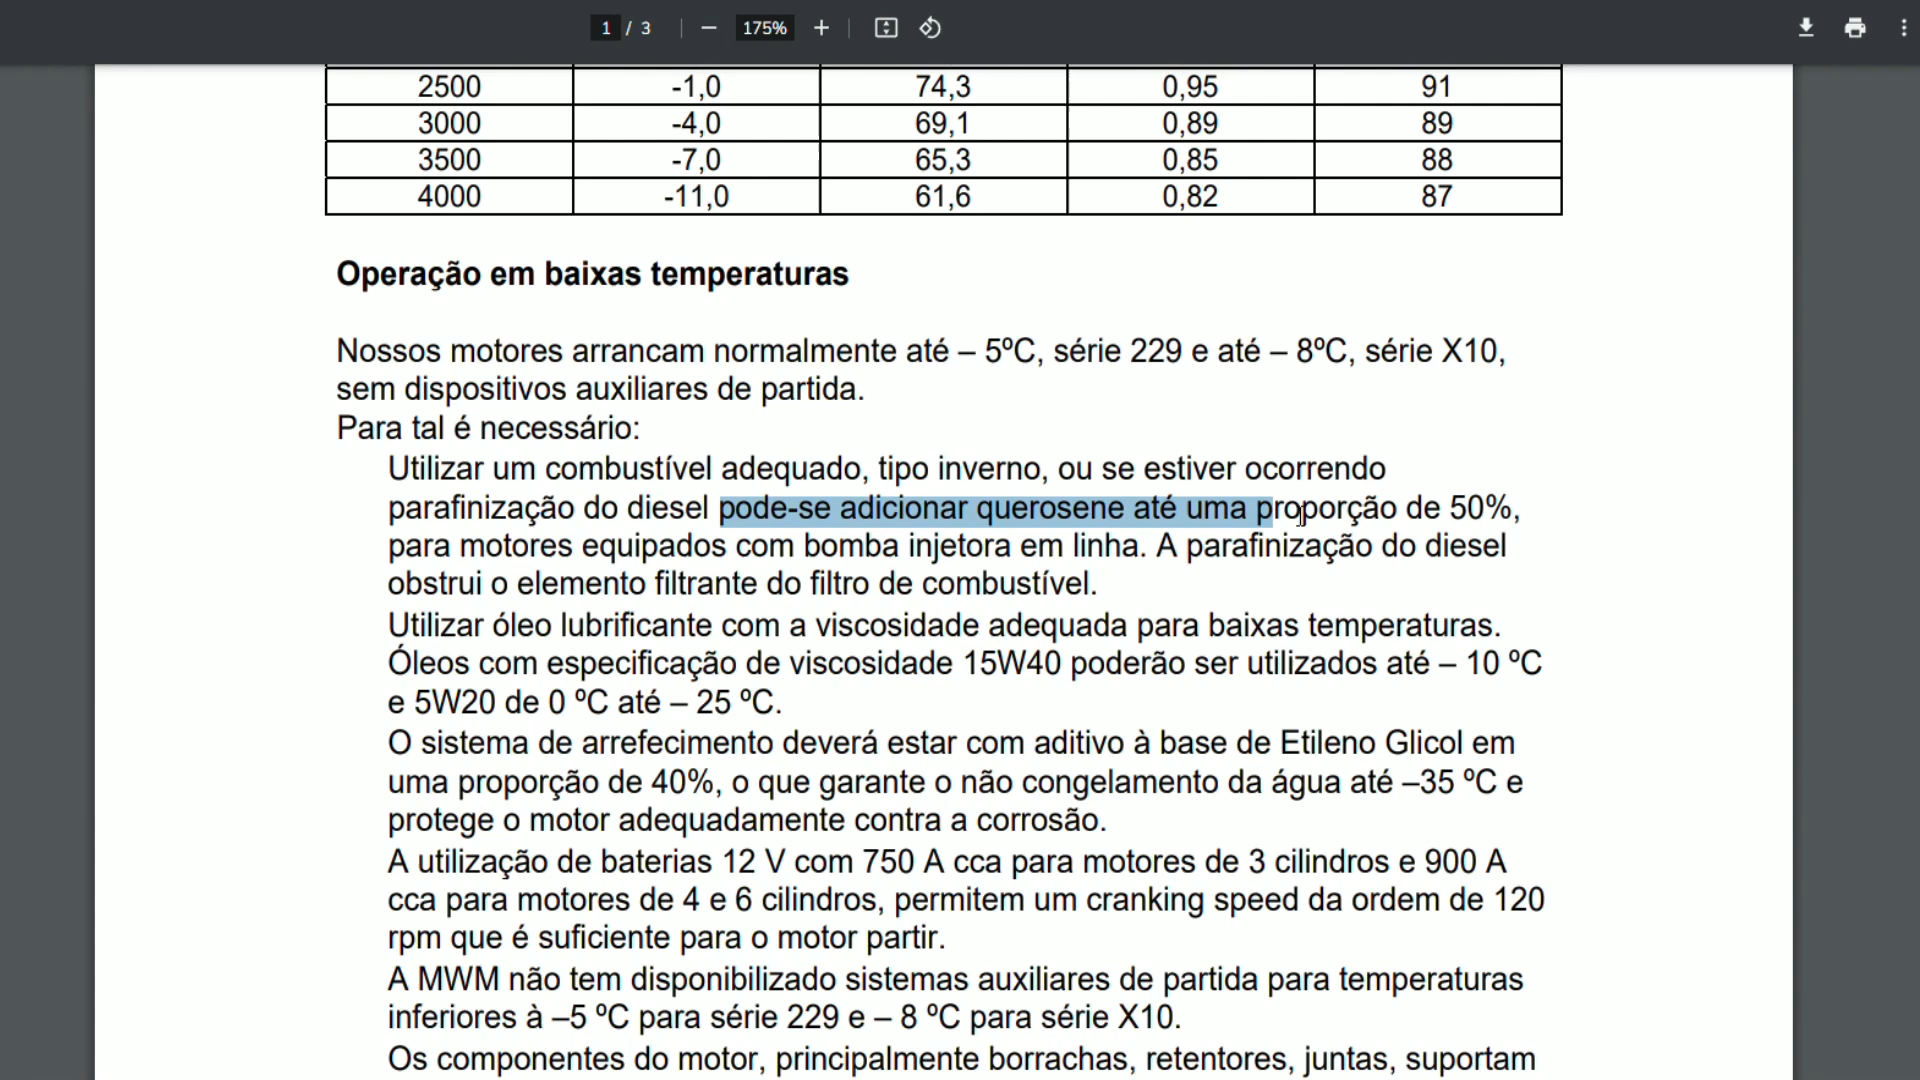 1 / 3 175%
2500 -1,0 74,3 0,95 91
3000 -4,0 69,1 0,89 89
3500 -7,0 65,3 0,85 88
4000 -11,0 61,6 0,82 87
Operação em baixas temperaturas
Nossos motores arrancam normalmente até – 5ºC, série 229 e até – 8ºC, série X10,
sem dispositivos auxiliares de partida.
Para tal é necessário:
Utilizar um combustível adequado, tipo inverno, ou se estiver ocorrendo
parafinização do diesel pode-se adicionar querosene até uma proporção de 50%,
para motores equipados com bomba injetora em linha. A parafinização do diesel
obstrui o elemento filtrante do filtro de combustível.
Utilizar óleo lubrificante com a viscosidade adequada para baixas temperaturas.
Óleos com especificação de viscosidade 15W40 poderão ser utilizados até – 10 ºC
e 5W20 de 0 ºC até – 25 ºC.
O sistema de arrefecimento deverá estar com aditivo à base de Etileno Glicol em
uma proporção de 40%, o que garante o não congelamento da água até –35 ºC e
protege o motor adequadamente contra a corrosão.
A utilização de baterias 12 V com 750 A cca para motores de 3 cilindros e 900 A
cca para motores de 4 e 6 cilindros, permitem um cranking speed da ordem de 120
rpm que é suficiente para o motor partir.
A MWM não tem disponibilizado sistemas auxiliares de partida para temperaturas
inferiores à –5 ºC para série 229 e – 8 ºC para série X10.
Os componentes do motor, principalmente borrachas, retentores, juntas, suportam